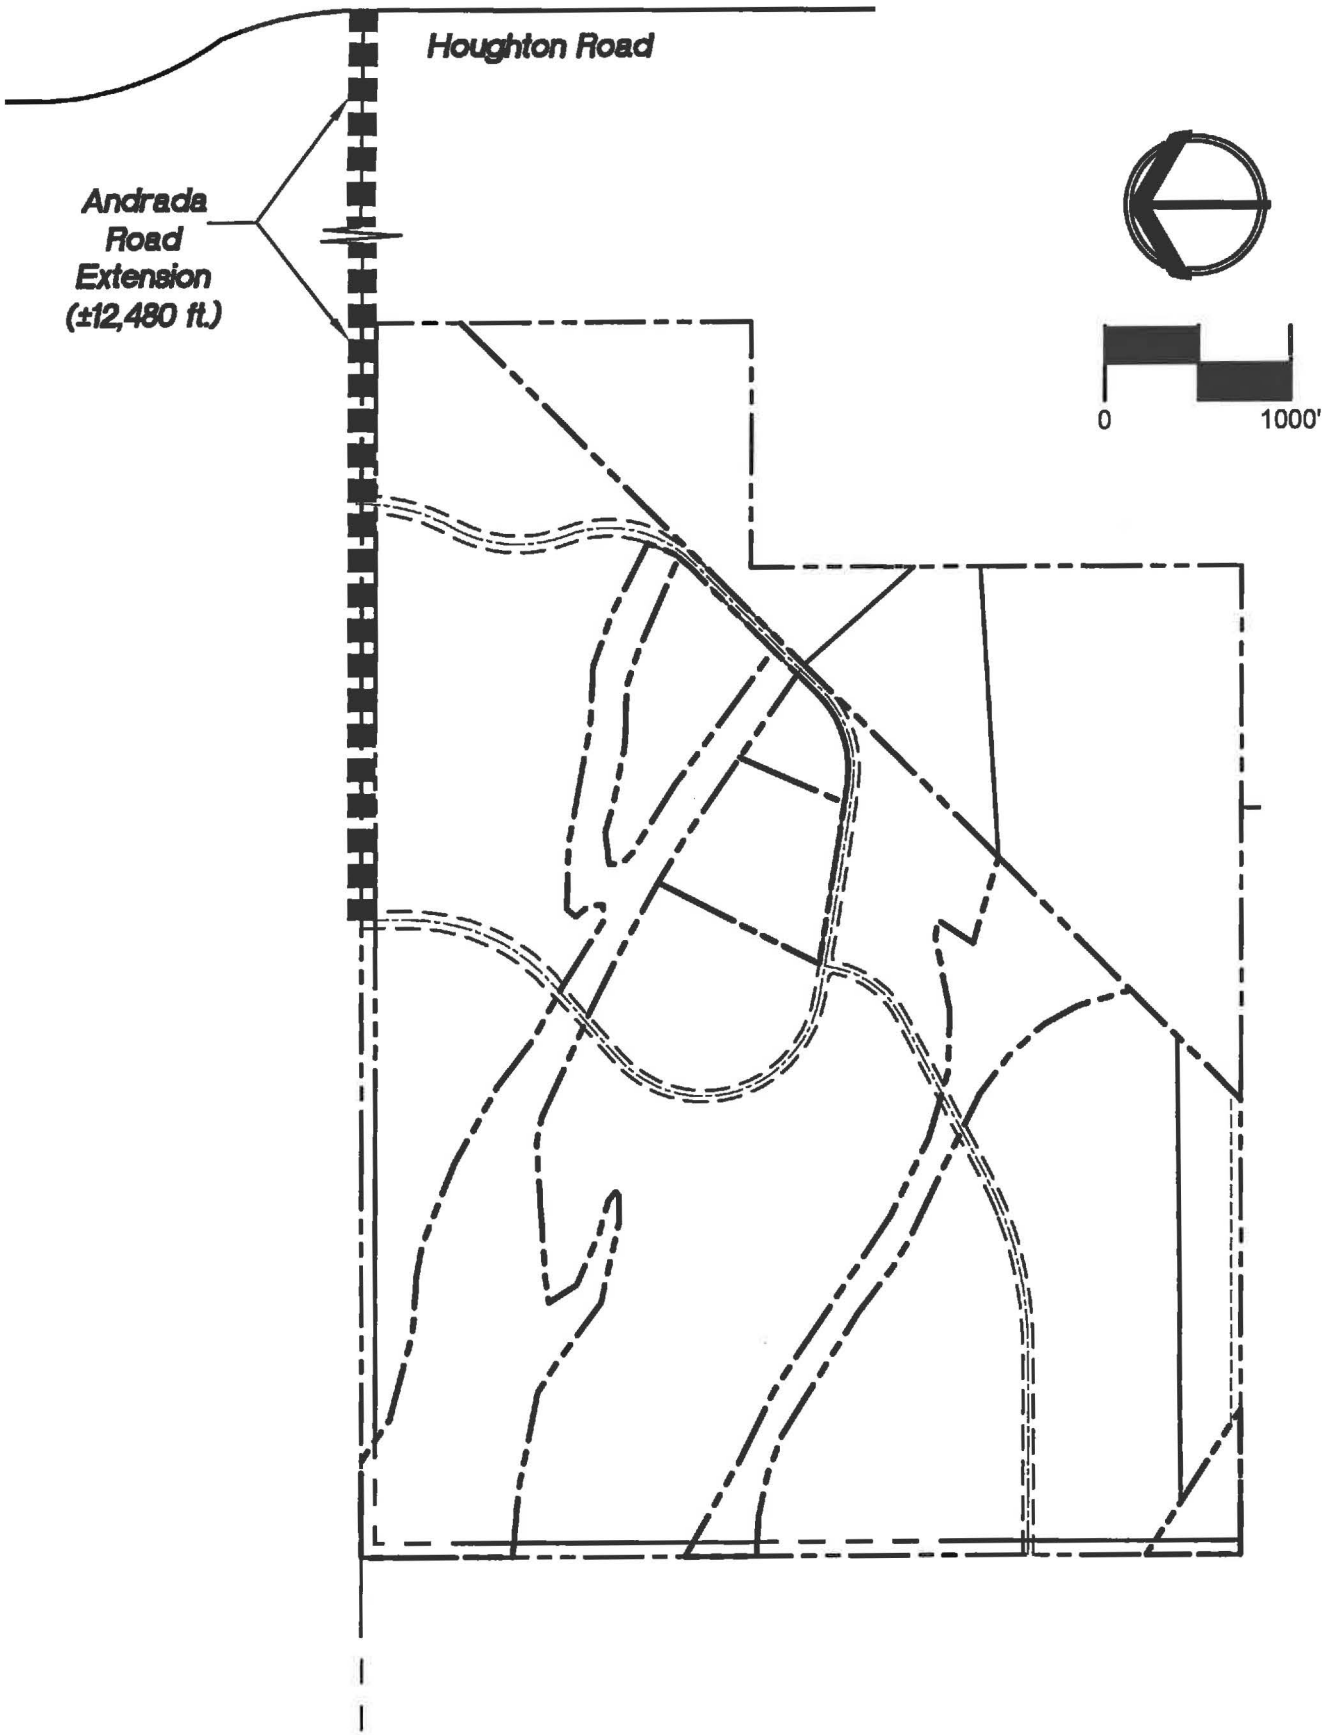 Houghton Road
Andrada
Road
Extension
(±12,480 ft.)
0 1000'